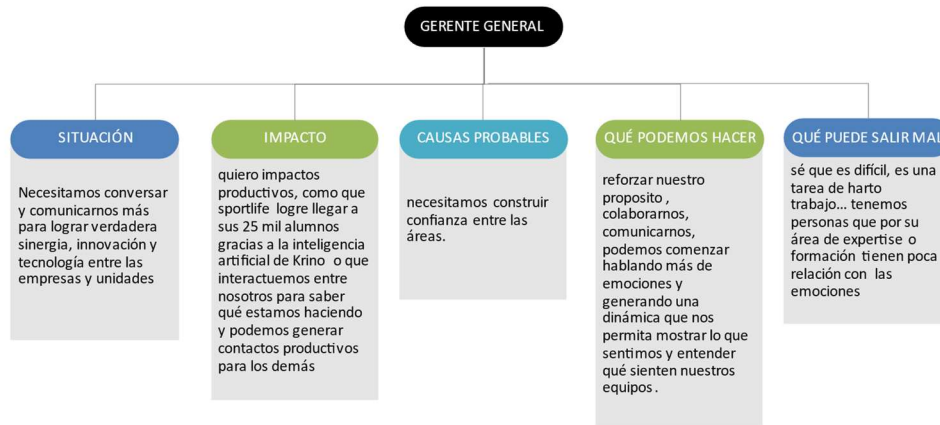 GERENTE GENERAL
SITUACIÓN
Necesitamos conversar
y comunicarnos más
para lograr verdadera
sinergia, innovación y
tecnología entre las
empresas y unidades
IMPACTO
quiero impactos
productivos, como que
sportlife logre llegar a
sus 25 mil alumnos
gracias a la inteligencia
artificial de Krino o que
interactuemos entre
nosotros para saber
qué estamos haciendo
y podemos generar
contactos productivos
para los demás
CAUSAS PROBABLES
necesitamos construir
confianza entre las
áreas.
QUÉ PODEMOS HACER
reforzar nuestro
proposito ,
colaborarnos,
comunicarnos,
podemos comenzar
hablando más de
emociones y
generando una
dinámica que nos
permita mostrar lo que
sentimos y entender
qué sienten nuestros
equipos .
QUÉ PUEDE SALIR MAL
sé que es difícil, es una
tarea de harto
trabajo... tenemos
personas que por su
área de expertise o
formación tienen poca
relación con las
emociones